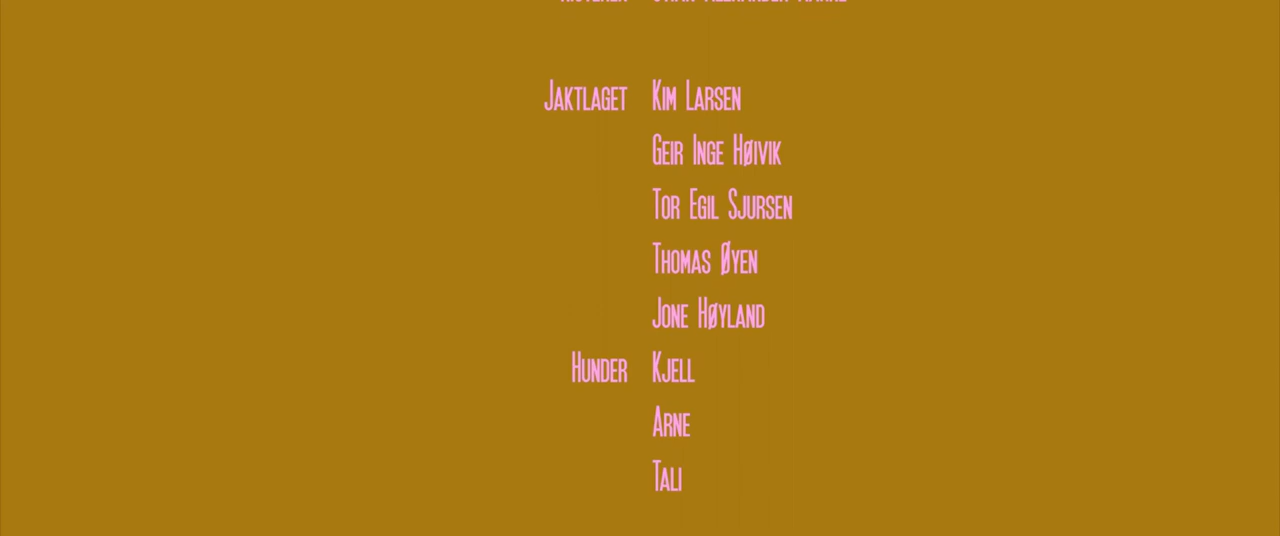 Jaktlaget Kim Larsen
Geir Inge Høivik
Tor Egil Sjursen
Thomas Øyen
Jone Høyland
Hunder Kjell
Arne
Tali